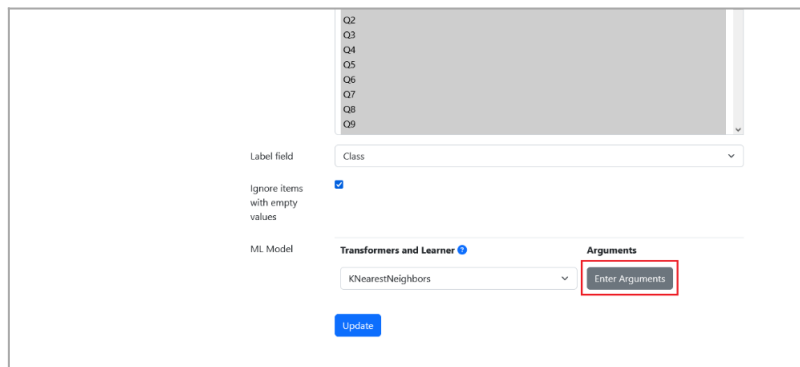 Q2
Q3
Q4
Q5
Q6
Q7
Q8
Q9
Label field
Class
Ignore items
with empty
values
ML Model
Transformers and Learner ?
Arguments
KNearestNeighbors
Enter Arguments
Update